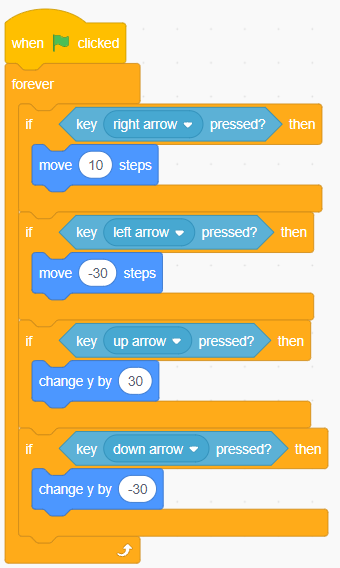 when clicked
forever
if key right arrow pressed? then
move 10 steps
if key left arrow pressed? then
move -30 steps
if key up arrow pressed? then
change y by 30
if key down arrow pressed? then
change y by -30